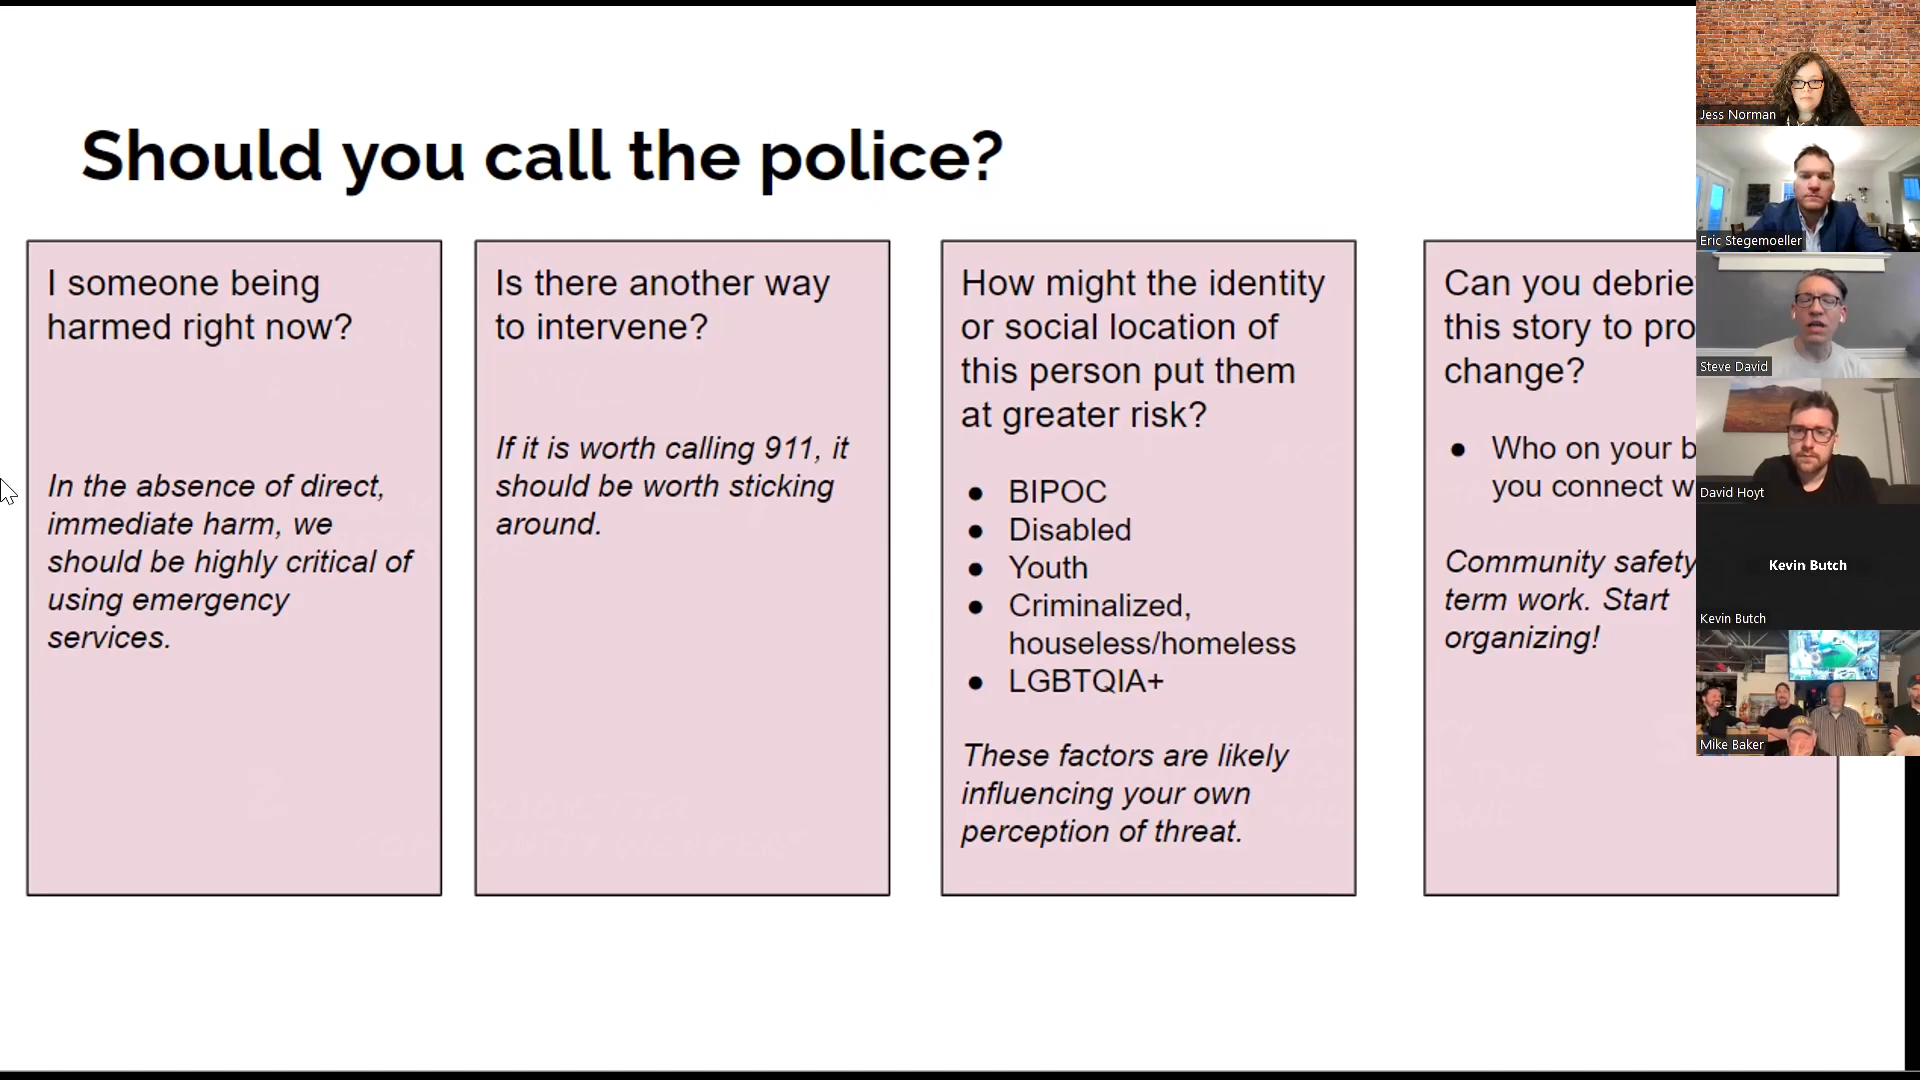 Should you call the police?
I someone being
harmed right now?
In the absence of direct,
immediate harm, we
should be highly critical of
using emergency
services.
Is there another way
to intervene?
If it is worth calling 911, it
should be worth sticking
around.
How might the identity
or social location of
this person put them
at greater risk?
● BIPOC
● Disabled
● Youth
● Criminalized,
houseless/homeless
● LGBTQIA+
These factors are likely
influencing your own
perception of threat.
Can you debrie
this story to pro
change?
● Who on your b
you connect w
Community safety
term work. Start
organizing!
Jess Norman
Eric Stegemoeller
Steve David
David Hoyt
Kevin Butch
Kevin Butch
Mike Baker